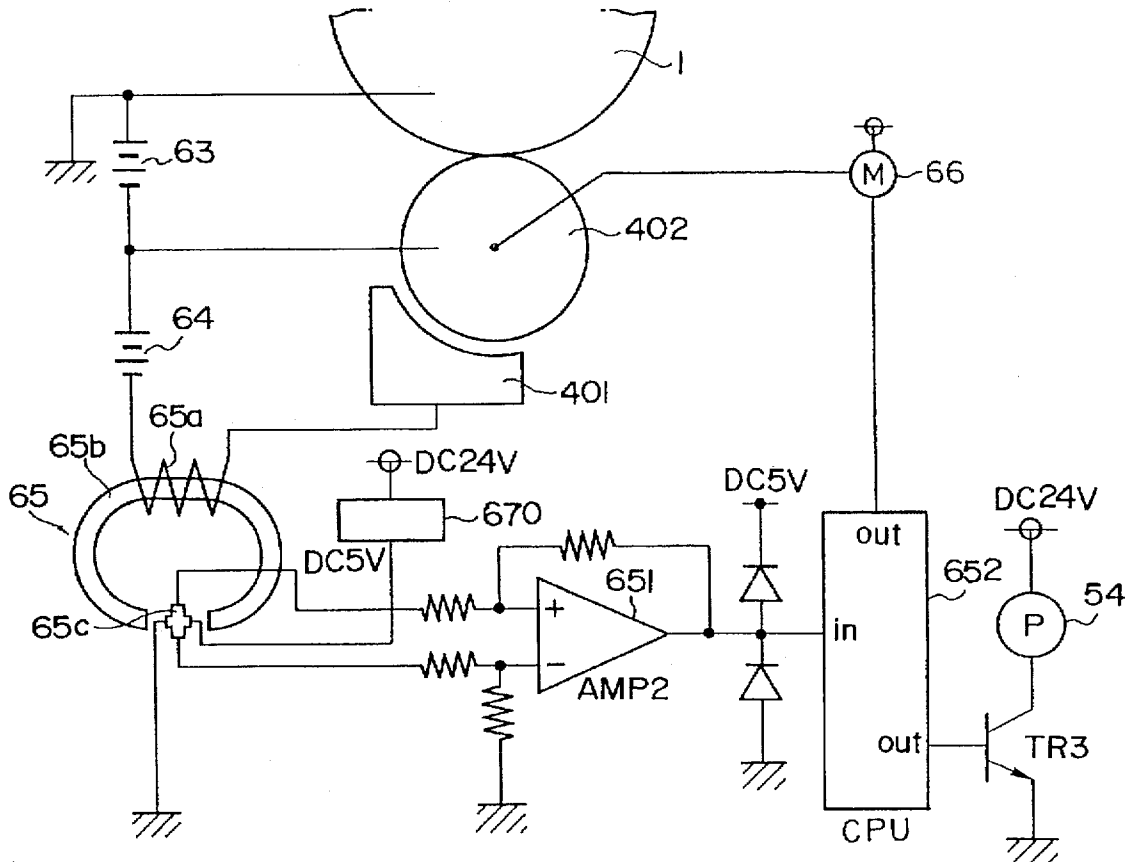 1
63
M
66
402
64
401
65a
65b
DC24V
65
670
DC5V
DC5V
DC24V
out
651
652
54
+
P
65c
in
−
AMP2
out
TR3
CPU